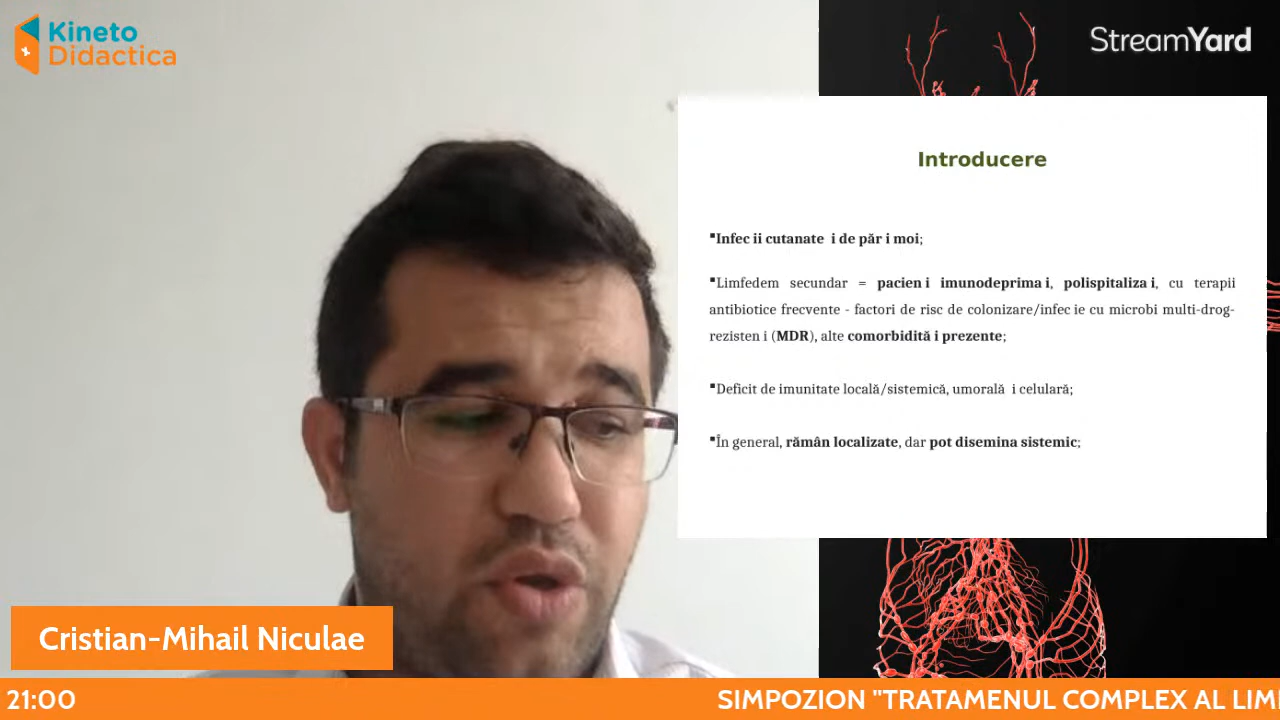 Kineto
Didactica
StreamYard
Introducere
▪Infec ii cutanate  i de păr i moi;
▪Limfedem secundar = pacien i imunodeprima i, polispitaliza i, cu terapii
antibiotice frecvente - factori de risc de colonizare/infec ie cu microbi multi-drog-
rezisten i (MDR), alte comorbidită i prezente;
▪Deficit de imunitate locală/sistemică, umorală  i celulară;
▪În general, rămân localizate, dar pot disemina sistemic;
Cristian-Mihail Niculae
21:00
SIMPOZION "TRATAMENUL COMPLEX AL LIM